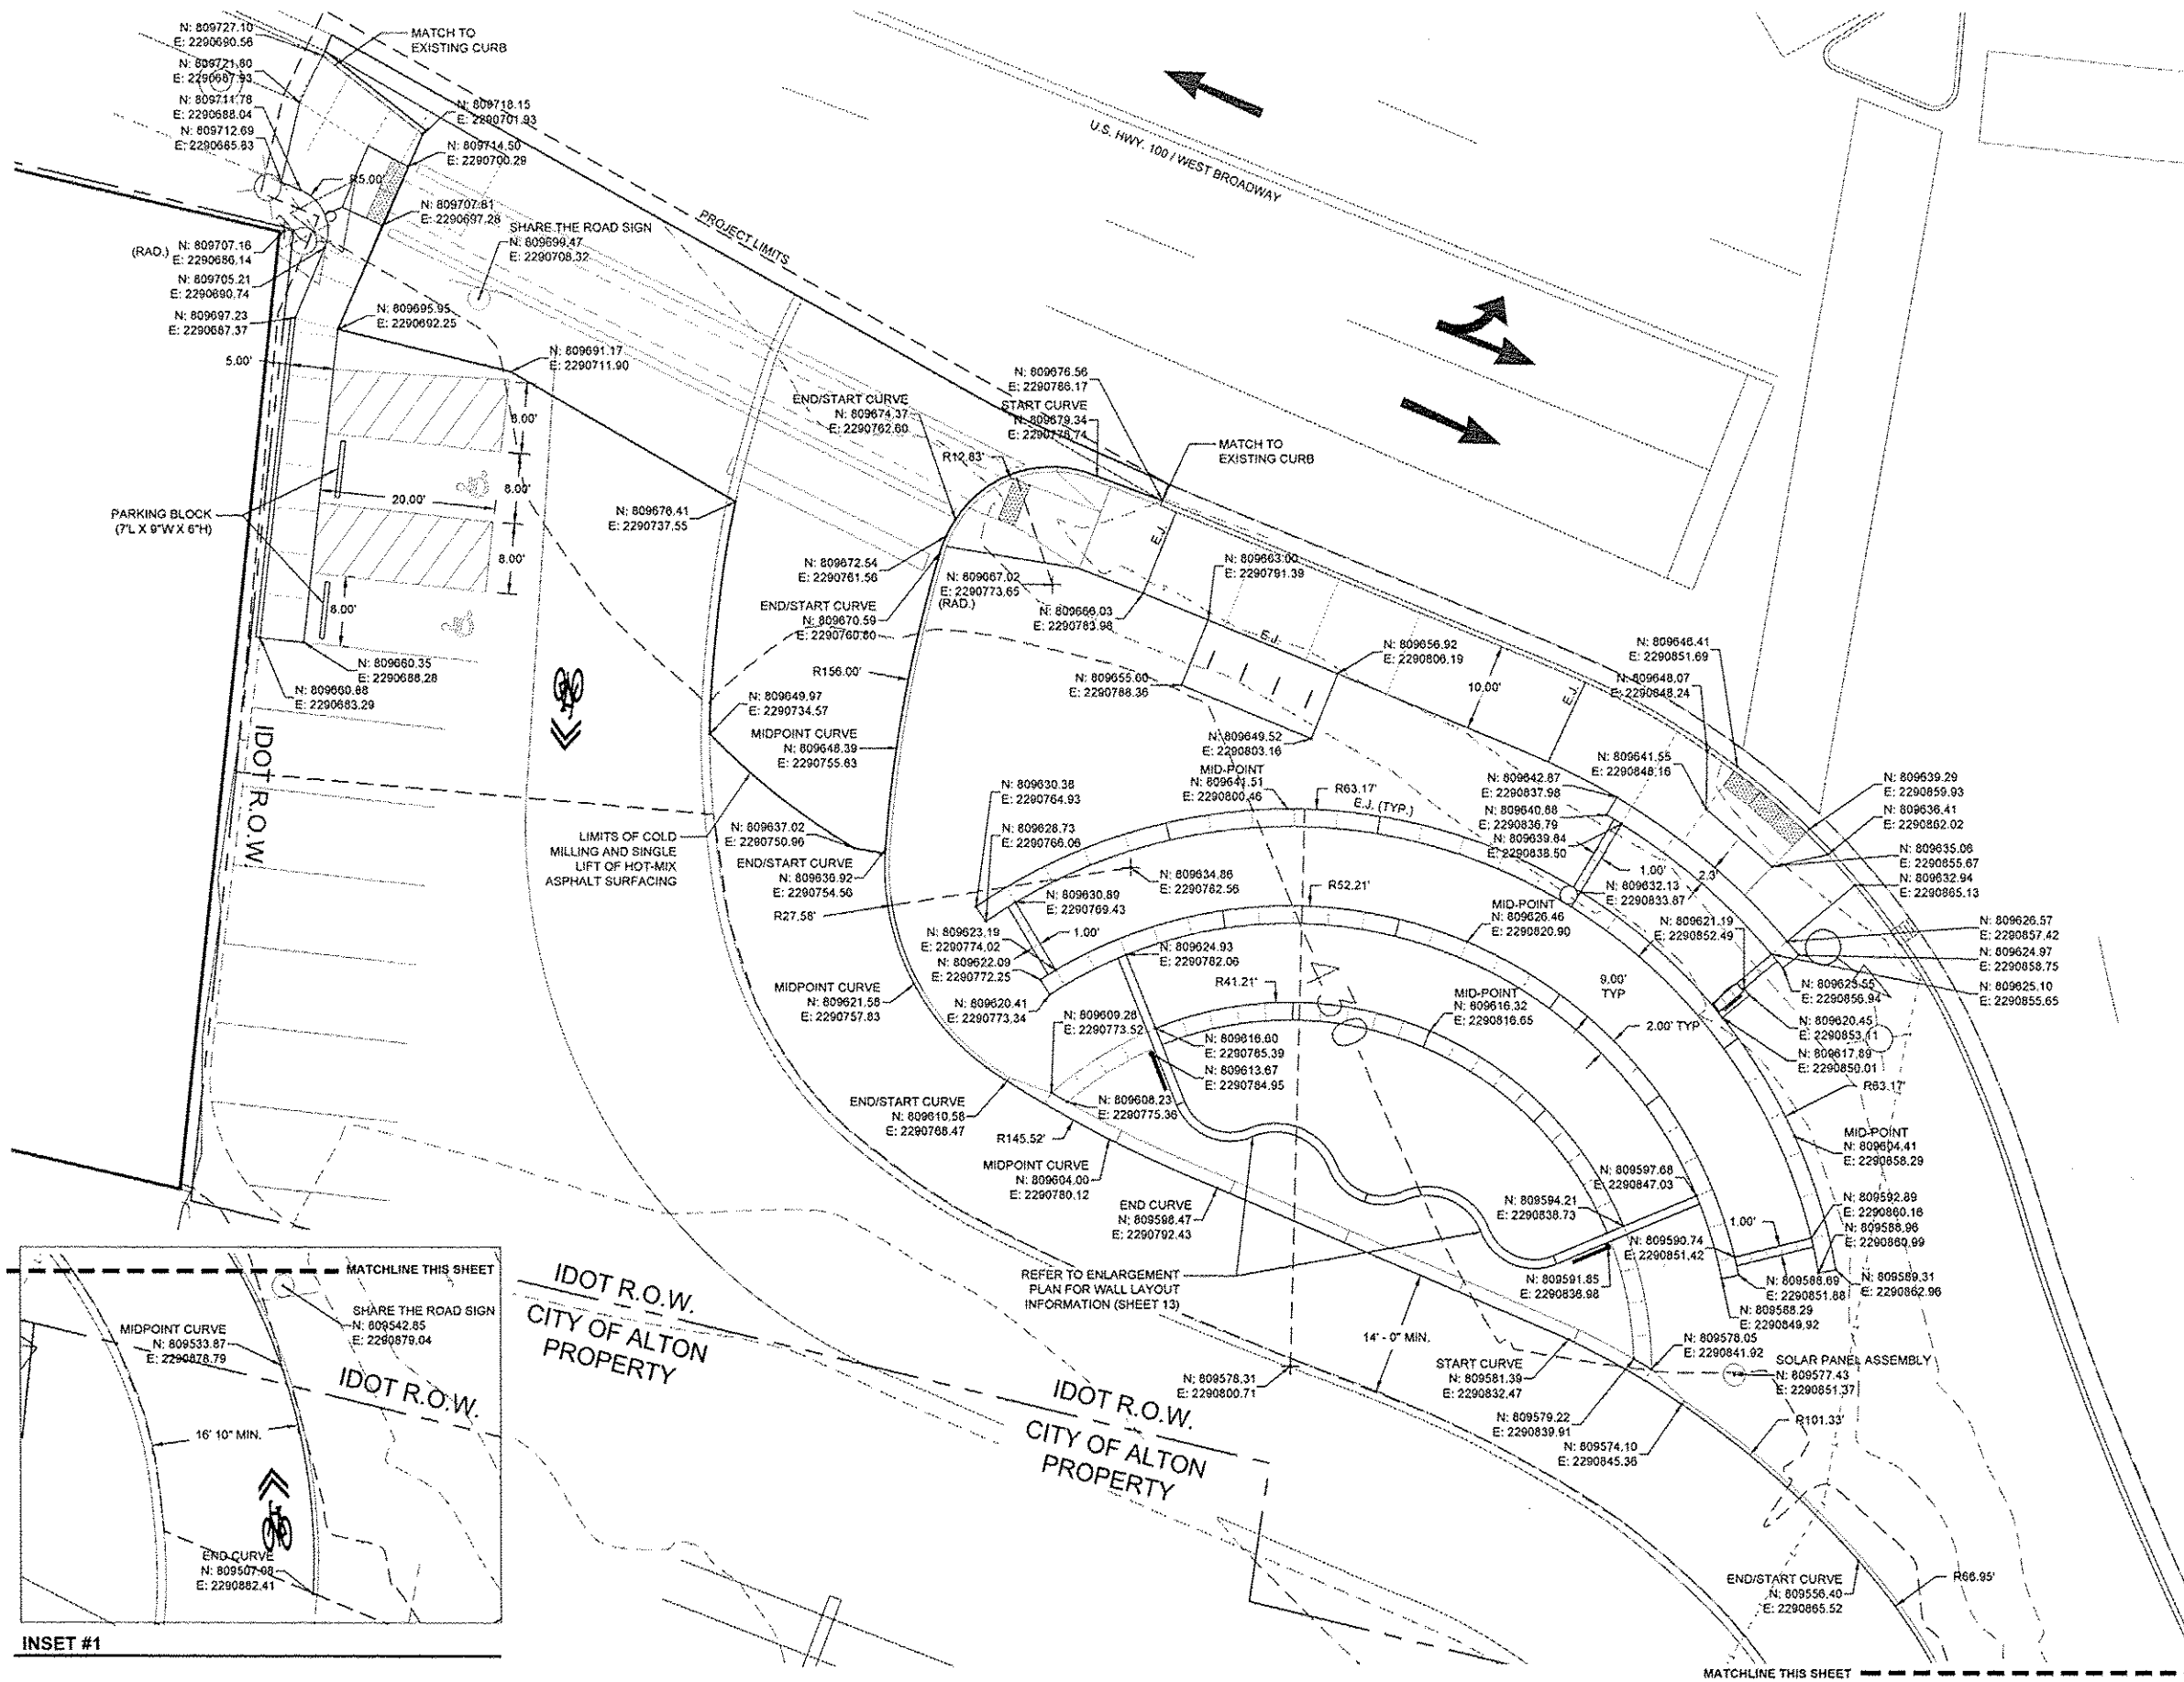 N: 809727.10
E: 2290690.56
MATCH TO
EXISTING CURB
N: 809721.80
E: 2290687.93
N: 809711.78
E: 2290688.04
N: 809712.69
E: 2290685.83
N: 809718.15
E: 2290701.93
N: 809714.50
E: 2290700.29
R5.00'
N: 809707.81
E: 2290697.28
SHARE THE ROAD SIGN
N: 809699.47
E: 2290708.32
PROJECT LIMITS
U.S. HWY. 100 / WEST BROADWAY
N: 809707.16
(RAD.) E: 2290686.14
N: 809705.21
E: 2290690.74
N: 809697.23
E: 2290687.37
N: 809695.95
E: 2290692.25
5.00'
N: 809691.17
E: 2290711.90
8.00'
8.00'
20.00'
8.00'
8.00'
PARKING BLOCK
(7'L X 9"W X 6"H)
N: 809660.35
E: 2290688.28
N: 809660.88
E: 2290683.29
IDOT R.O.W.
N: 809676.41
E: 2290737.55
END/START CURVE
N: 809674.37
E: 2290762.60
N: 809676.56
E: 2290786.17
START CURVE
N: 809679.34
E: 2290778.74
R12.83'
MATCH TO
EXISTING CURB
N: 809672.54
E: 2290761.56
END/START CURVE
N: 809670.59
E: 2290760.80
N: 809667.02
E: 2290773.65
(RAD.)
N: 809666.03
E: 2290783.98
E.J.
N: 809663.00
E: 2290791.39
E.J.
R156.00'
N: 809656.92
E: 2290806.19
N: 809655.60
E: 2290788.36
10.00'
E.J.
N: 809646.41
E: 2290851.69
N: 809648.07
E: 2290848.24
N: 809649.97
E: 2290734.57
MIDPOINT CURVE
N: 809648.39
E: 2290755.63
N: 809649.52
E: 2290803.16
MID-POINT
N: 809641.51
E: 2290800.46
R63.17'
E.J. (TYP.)
N: 809641.55
E: 2290848.16
N: 809642.87
E: 2290837.98
N: 809640.88
E: 2290836.79
N: 809639.84
E: 2290838.50
N: 809639.29
E: 2290859.93
N: 809636.41
E: 2290862.02
N: 809635.06
E: 2290855.67
N: 809632.94
E: 2290865.13
N: 809630.38
E: 2290764.93
N: 809628.73
E: 2290766.06
N: 809637.02
E: 2290750.96
LIMITS OF COLD
MILLING AND SINGLE
LIFT OF HOT-MIX
ASPHALT SURFACING
END/START CURVE
N: 809636.92
E: 2290754.56
R27.58'
N: 809634.86
E: 2290782.56
N: 809630.89
E: 2290769.43
1.00'
R52.21'
1.00'
2.3'
N: 809632.13
E: 2290833.87
MID-POINT
N: 809626.46
E: 2290820.90
N: 809621.19
E: 2290852.49
N: 809626.57
E: 2290857.42
N: 809624.97
E: 2290858.75
N: 809625.10
E: 2290855.65
N: 809623.55
E: 2290856.94
N: 809623.19
E: 2290774.02
N: 809622.09
E: 2290772.25
N: 809624.93
E: 2290782.06
R41.21'
MIDPOINT CURVE
N: 809621.58
E: 2290757.83
N: 809620.41
E: 2290773.34
9.00'
TYP
MID-POINT
N: 809616.32
E: 2290816.65
2.00' TYP
N: 809620.45
E: 2290853.11
N: 809617.89
E: 2290850.01
N: 809609.28
E: 2290773.52
N: 809616.60
E: 2290785.39
N: 809613.67
E: 2290784.95
R63.17'
END/START CURVE
N: 809610.58
E: 2290768.47
N: 809608.23
E: 2290775.36
R145.52'
MIDPOINT CURVE
N: 809604.00
E: 2290780.12
MID-POINT
N: 809604.41
E: 2290858.29
END CURVE
N: 809598.47
E: 2290792.43
N: 809597.68
E: 2290847.03
N: 809594.21
E: 2290838.73
1.00'
N: 809592.89
E: 2290860.16
N: 809588.96
E: 2290860.99
N: 809590.74
E: 2290851.42
REFER TO ENLARGEMENT
PLAN FOR WALL LAYOUT
INFORMATION (SHEET 13)
N: 809591.85
E: 2290836.98
N: 809588.69
E: 2290851.88
N: 809589.31
E: 2290862.96
N: 809588.29
E: 2290849.92
14' - 0" MIN.
N: 809578.31
E: 2290800.71
START CURVE
N: 809581.39
E: 2290832.47
N: 809578.05
E: 2290841.92
SOLAR PANEL ASSEMBLY
N: 809577.43
E: 2290851.37
N: 809579.22
E: 2290839.91
N: 809574.10
E: 2290845.36
R101.33'
END/START CURVE
N: 809556.40
E: 2290865.52
R66.95'
IDOT R.O.W.
CITY OF ALTON
PROPERTY
IDOT R.O.W.
CITY OF ALTON
PROPERTY
MATCHLINE THIS SHEET
SHARE THE ROAD SIGN
N: 809542.85
E: 2290879.04
MIDPOINT CURVE
N: 809533.87
E: 2290878.79
IDOT R.O.W.
16' 10" MIN.
END CURVE
N: 809507.08
E: 2290882.41
INSET #1
MATCHLINE THIS SHEET